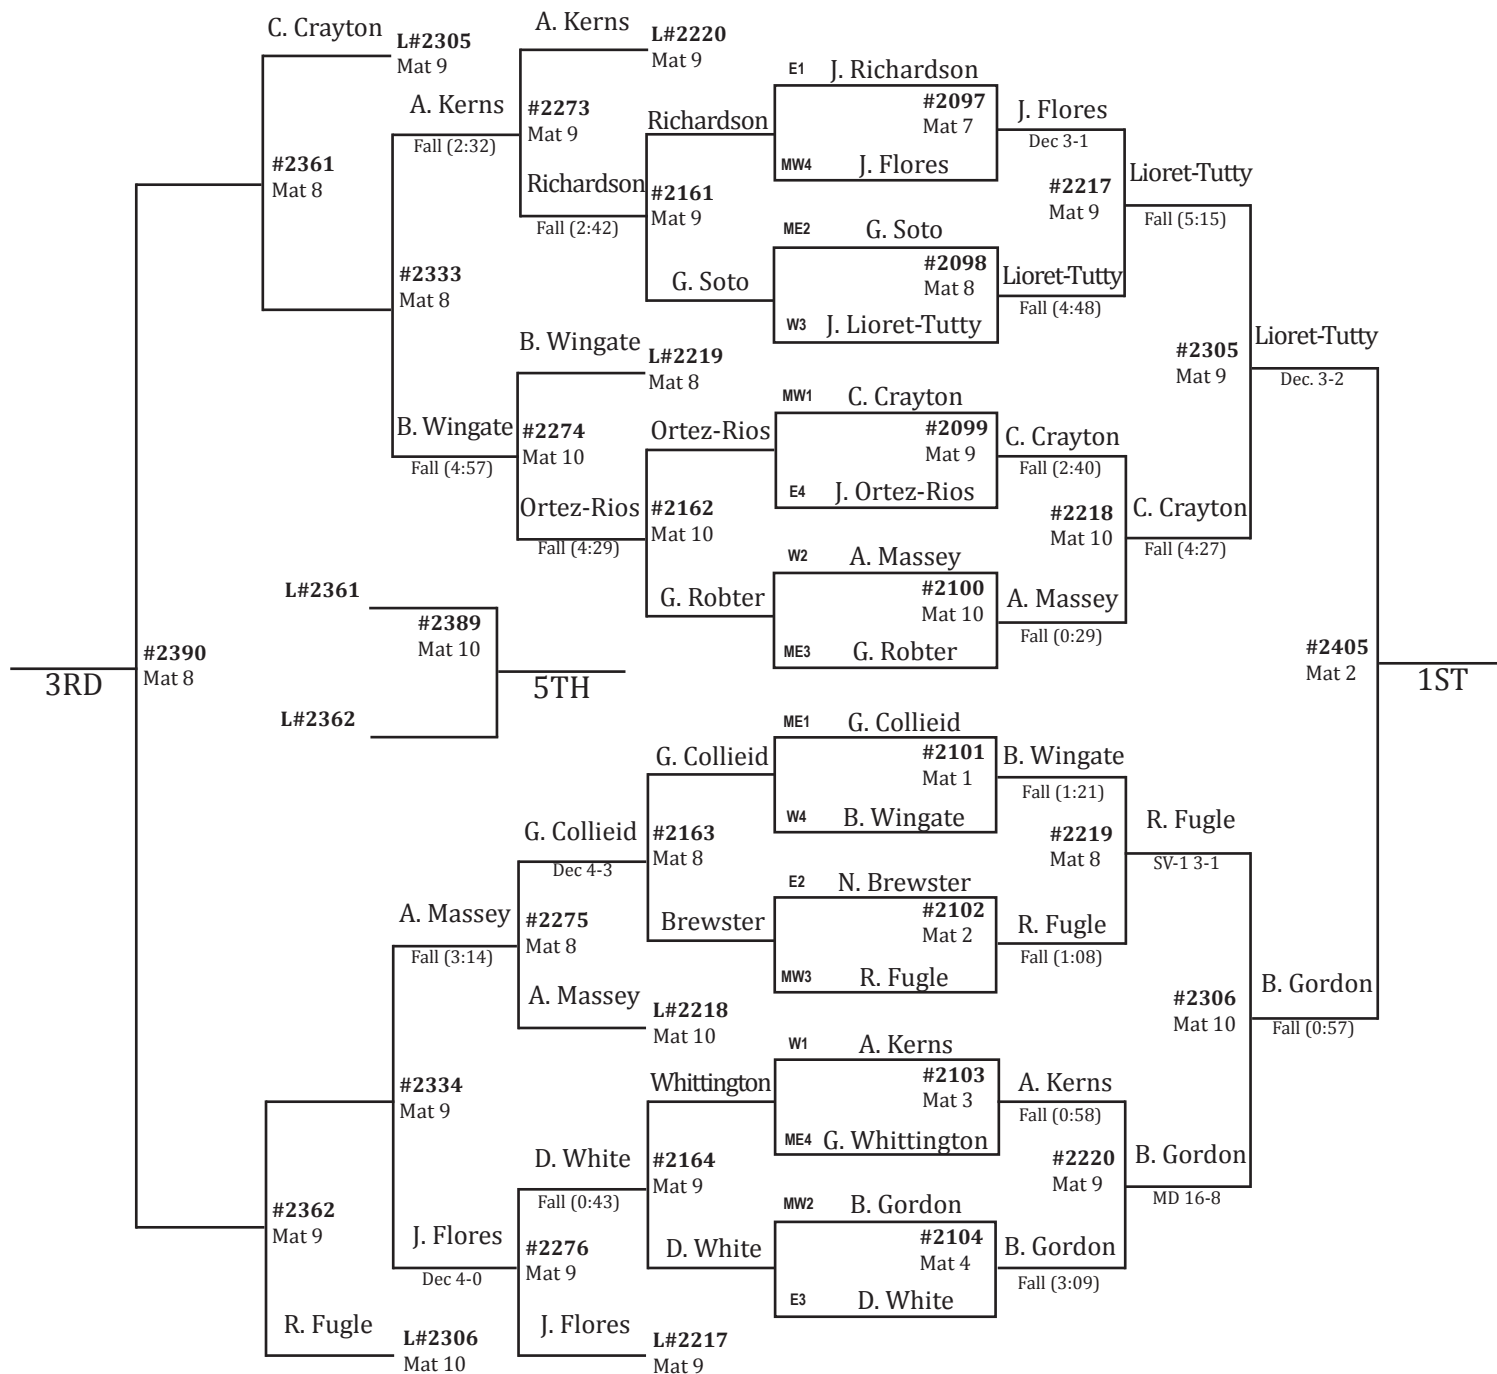 C. Crayton
L#2305
Mat 9
A. Kerns
L#2220
Mat 9
A. Kerns
Fall (2:32)
#2273
Mat 9
#2361
Mat 8
Richardson
Fall (2:42)
Richardson
#2161
Mat 9
G. Soto
#2333
Mat 8
B. Wingate
L#2219
Mat 8
B. Wingate
Fall (4:57)
#2274
Mat 10
Ortez-Rios
Ortez-Rios
Fall (4:29)
#2162
Mat 10
G. Robter
E1
J. Richardson
#2097
Mat 7
MW4
J. Flores
J. Flores
Dec 3-1
#2217
Mat 9
Lioret-Tutty
Fall (5:15)
ME2
G. Soto
#2098
Mat 8
W3
J. Lioret-Tutty
Lioret-Tutty
Fall (4:48)
#2305
Mat 9
Lioret-Tutty
Dec. 3-2
MW1
C. Crayton
#2099
Mat 9
E4
J. Ortez-Rios
C. Crayton
Fall (2:40)
#2218
Mat 10
C. Crayton
Fall (4:27)
W2
A. Massey
#2100
Mat 10
ME3
G. Robter
A. Massey
Fall (0:29)
L#2361
#2389
Mat 10
L#2362
5TH
#2390
Mat 8
3RD
#2405
Mat 2
1ST
ME1
G. Collieid
#2101
Mat 1
W4
B. Wingate
B. Wingate
Fall (1:21)
#2219
Mat 8
R. Fugle
SV-1 3-1
E2
N. Brewster
#2102
Mat 2
MW3
R. Fugle
R. Fugle
Fall (1:08)
#2306
Mat 10
B. Gordon
Fall (0:57)
W1
A. Kerns
#2103
Mat 3
ME4
G. Whittington
A. Kerns
Fall (0:58)
#2220
Mat 9
B. Gordon
MD 16-8
MW2
B. Gordon
#2104
Mat 4
E3
D. White
B. Gordon
Fall (3:09)
G. Collieid
G. Collieid
Dec 4-3
#2163
Mat 8
Brewster
A. Massey
Fall (3:14)
#2275
Mat 8
A. Massey
L#2218
Mat 10
#2334
Mat 9
Whittington
D. White
Fall (0:43)
#2164
Mat 9
D. White
#2362
Mat 9
J. Flores
Dec 4-0
#2276
Mat 9
R. Fugle
L#2306
Mat 10
J. Flores
L#2217
Mat 9